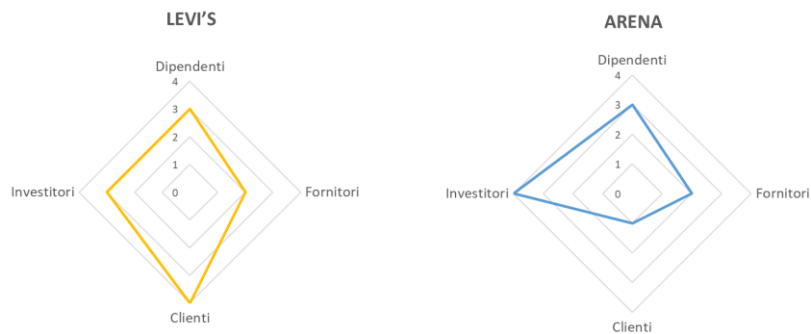 LEVI'S
Dipendenti
4
3
2
1
0
Investitori
Fornitori
Clienti
ARENA
Dipendenti
4
3
2
1
0
Investitori
Fornitori
Clienti